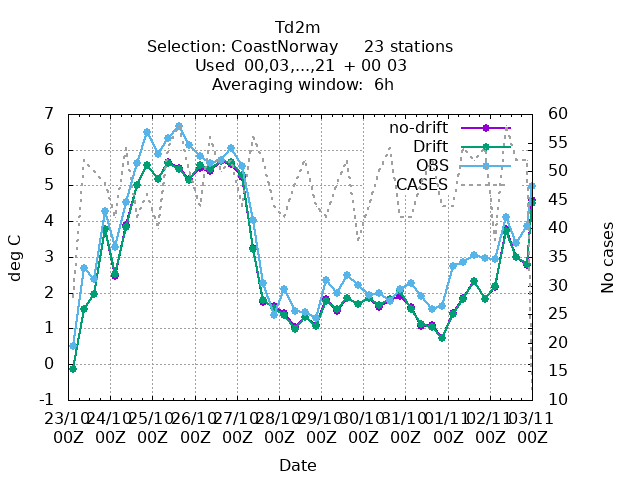 Td2m
Selection: CoastNorway 23 stations
Used 00,03,...,21 + 00 03
Averaging window: 6h
no-drift
Drift
OBS
CASES
7
6
5
4
3
2
1
0
-1
deg C
60
55
50
45
40
35
30
25
20
15
10
No cases
23/10 24/10 25/10 26/10 27/10 28/10 29/10 30/10 31/10 01/11 02/11 03/11
00Z 00Z 00Z 00Z 00Z 00Z 00Z 00Z 00Z 00Z 00Z 00Z
Date